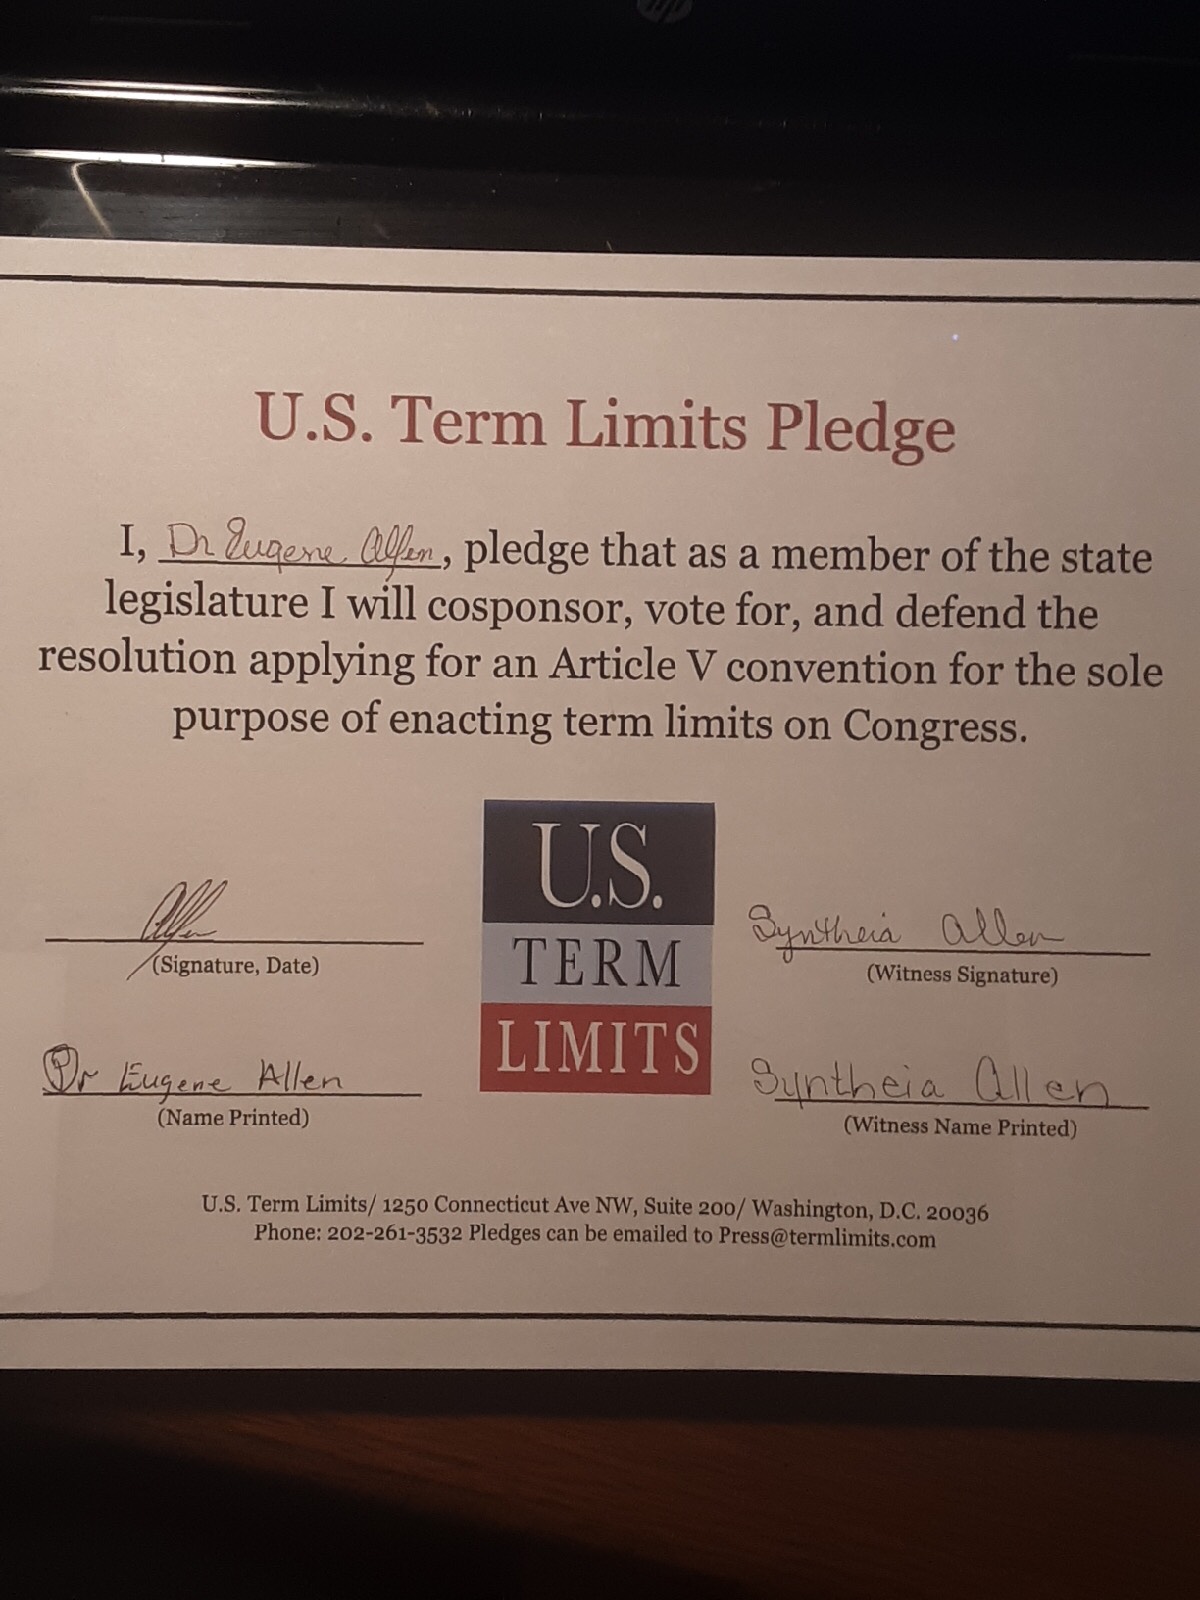 U.S. Term Limits Pledge
I, Dr Eugene Allen, pledge that as a member of the state
legislature I will cosponsor, vote for, and defend the
resolution applying for an Article V convention for the sole
purpose of enacting term limits on Congress.
U.S.
TERM
LIMITS
Allen
(Signature, Date)
Syntheia Allen
(Witness Signature)
Dr Eugene Allen
(Name Printed)
Syntheia Allen
(Witness Name Printed)
U.S. Term Limits/ 1250 Connecticut Ave NW, Suite 200/ Washington, D.C. 20036
Phone: 202-261-3532 Pledges can be emailed to Press@termlimits.com